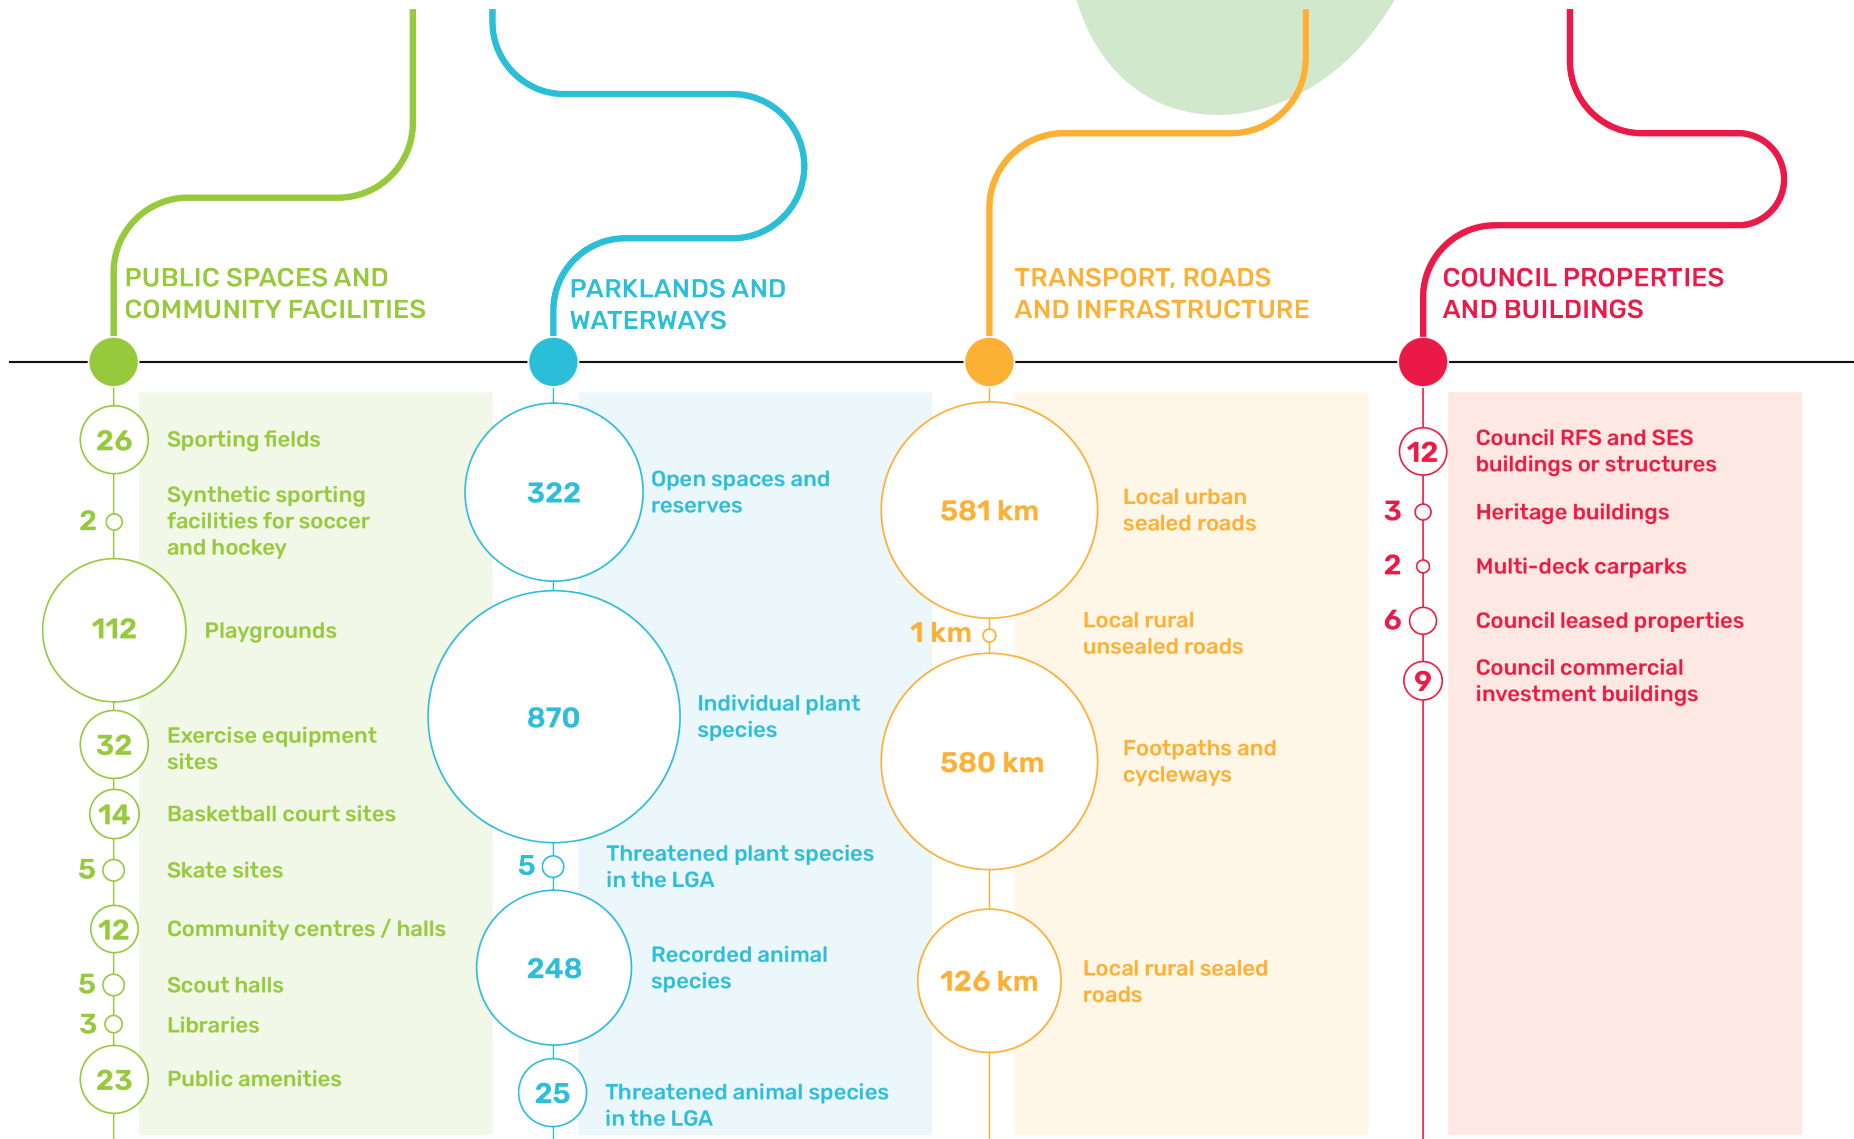 PUBLIC SPACES AND
COMMUNITY FACILITIES
26
Sporting fields
2
Synthetic sporting
facilities for soccer
and hockey
112
Playgrounds
32
Exercise equipment
sites
14
Basketball court sites
5
Skate sites
12
Community centres / halls
5
Scout halls
3
Libraries
23
Public amenities
PARKLANDS AND
WATERWAYS
322
Open spaces and
reserves
870
Individual plant
species
5
Threatened plant species
in the LGA
248
Recorded animal
species
25
Threatened animal species
in the LGA
TRANSPORT, ROADS
AND INFRASTRUCTURE
581 km
Local urban
sealed roads
1 km
Local rural
unsealed roads
580 km
Footpaths and
cycleways
126 km
Local rural sealed
roads
COUNCIL PROPERTIES
AND BUILDINGS
12
Council RFS and SES
buildings or structures
3
Heritage buildings
2
Multi-deck carparks
6
Council leased properties
9
Council commercial
investment buildings